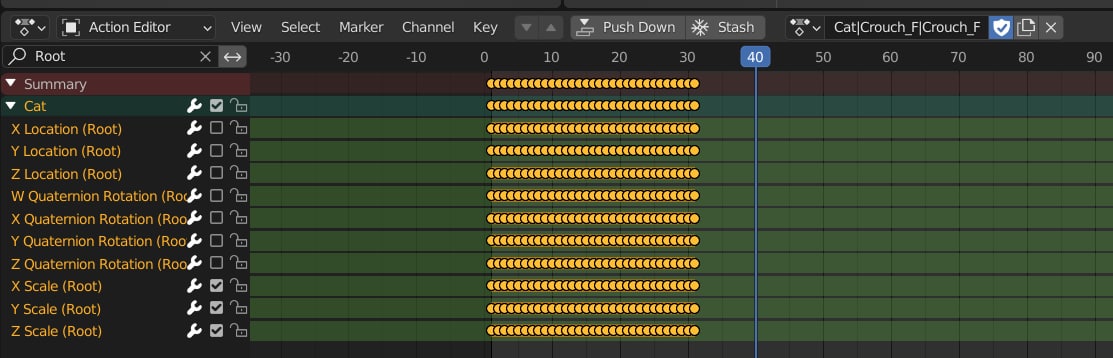 Action Editor View Select Marker Channel Key Push Down Stash Cat|Crouch_F|Crouch_F
Root -30 -20 -10 0 10 20 30 40 50 60 70 80 90
Summary
Cat
X Location (Root)
Y Location (Root)
Z Location (Root)
W Quaternion Rotation (Roo
X Quaternion Rotation (Roo
Y Quaternion Rotation (Roo
Z Quaternion Rotation (Roo
X Scale (Root)
Y Scale (Root)
Z Scale (Root)